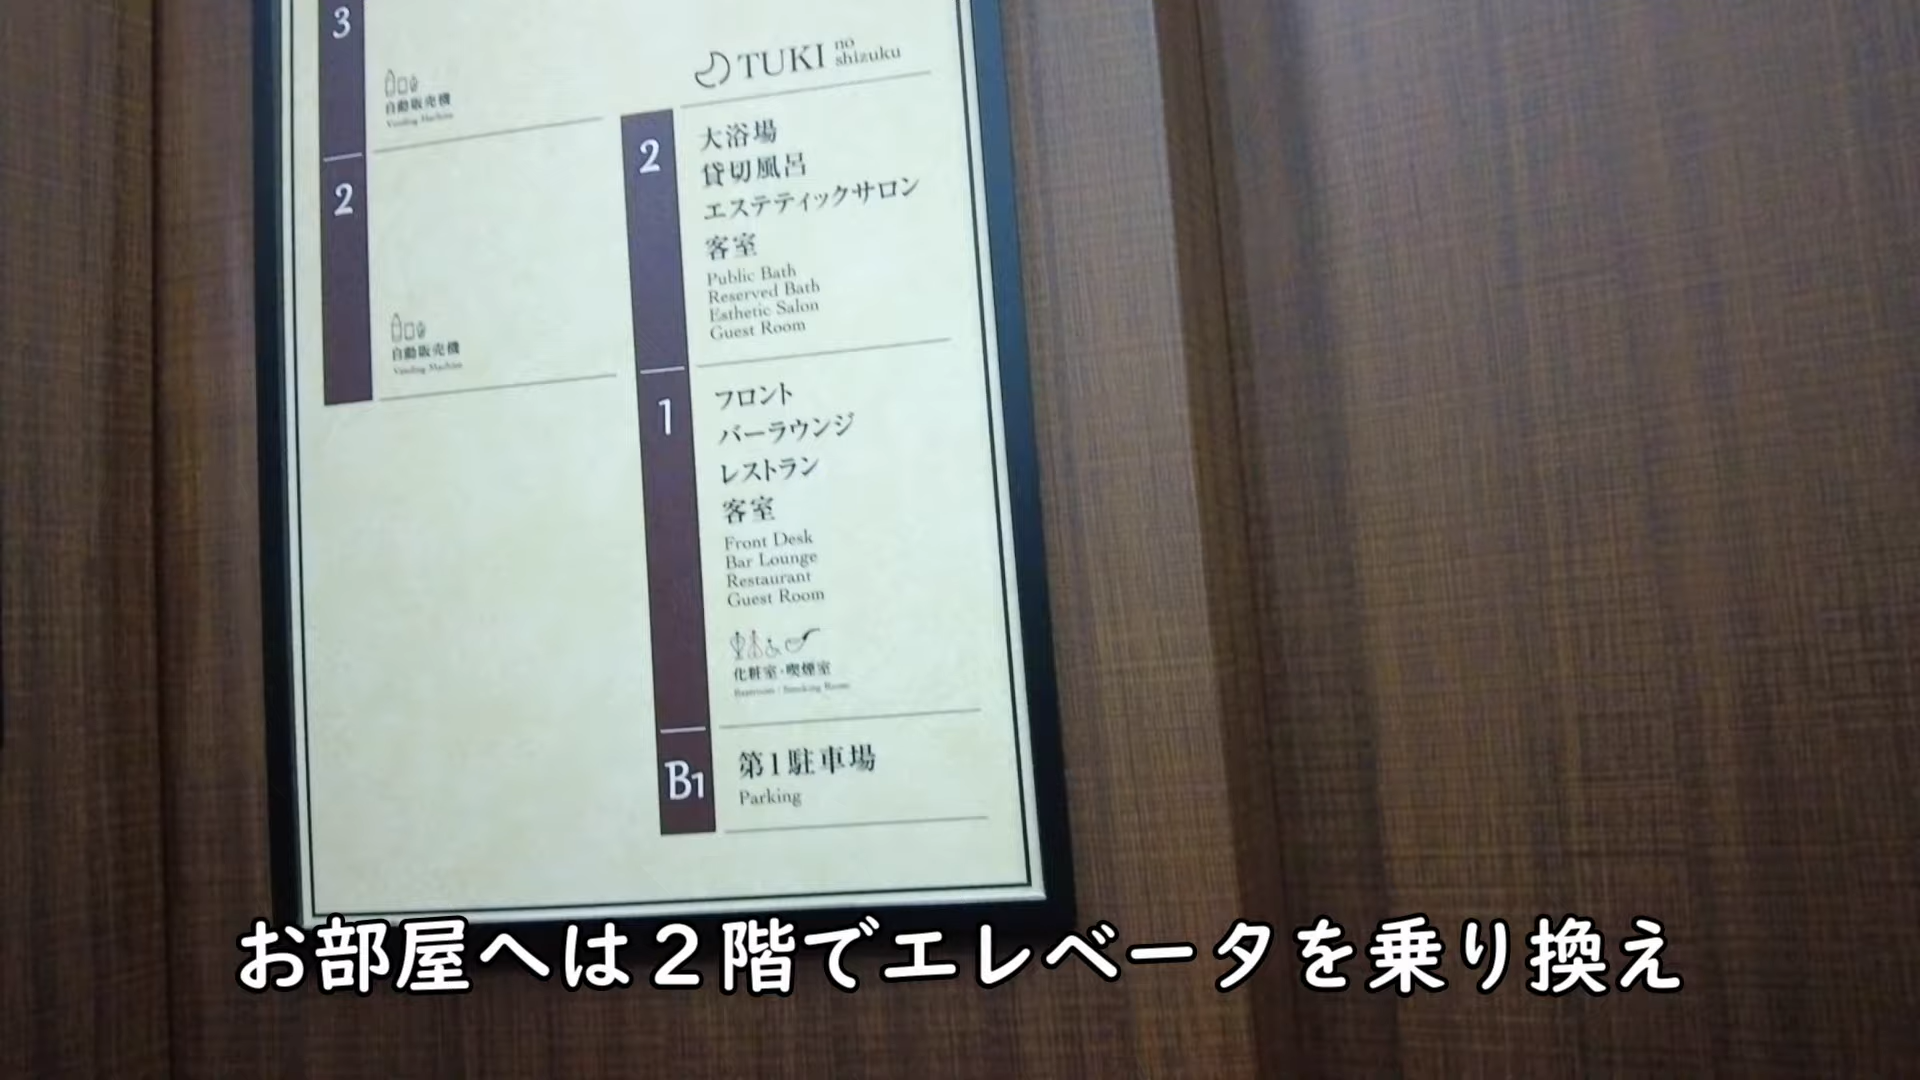 3
自動販売機
Vending Machine
2
自動販売機
Vending Machine
TUKI no shizuku
2
大浴場
貸切風呂
エステティックサロン
客室
Public Bath
Reserved Bath
Esthetic Salon
Guest Room
1
フロント
バーラウンジ
レストラン
客室
Front Desk
Bar Lounge
Restaurant
Guest Room
化粧室・喫煙室
Restroom / Smoking Room
B1
第1駐車場
Parking
お部屋へは２階でエレベータを乗り換え